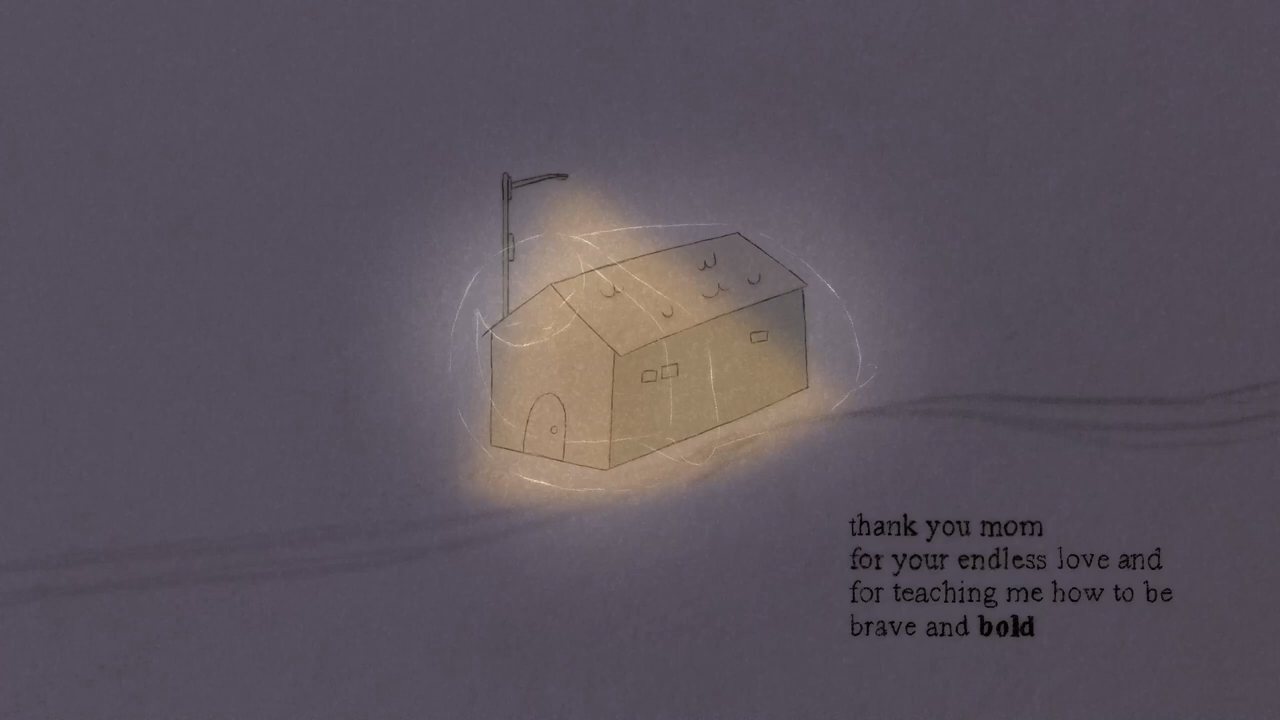 thank you mom
for your endless love and
for teaching me how to be
brave and bold